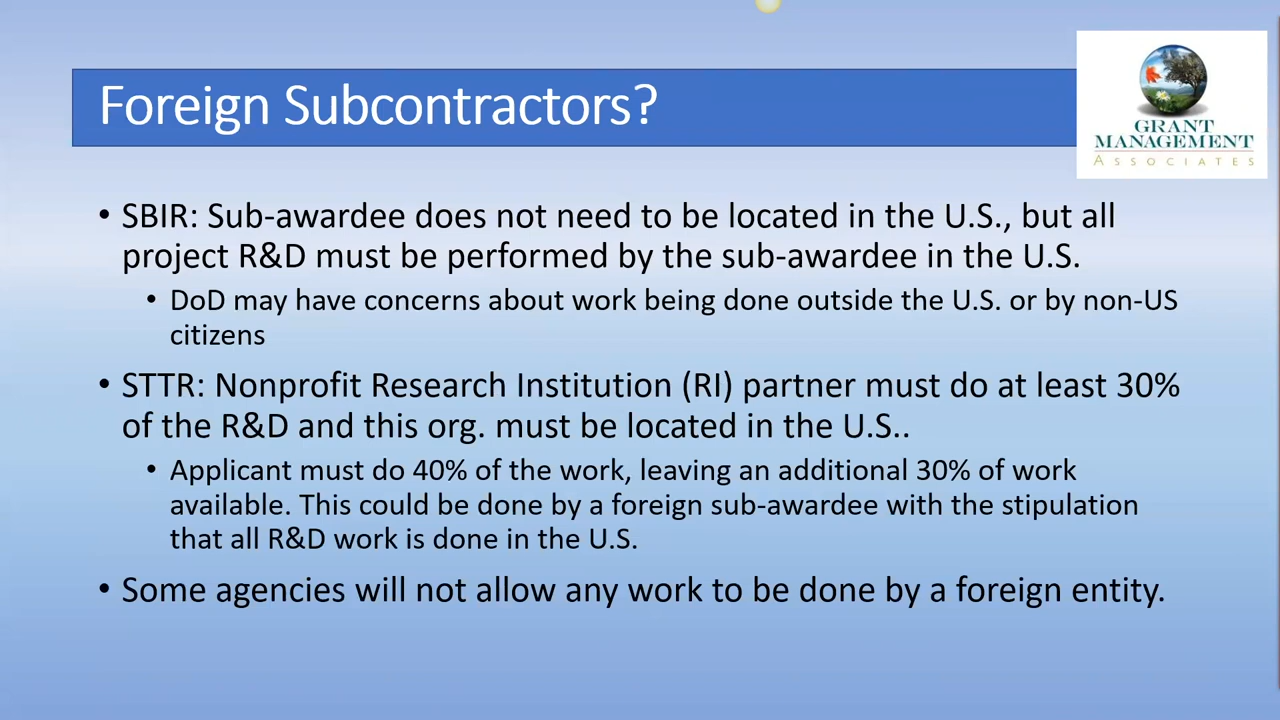 Foreign Subcontractors?
GRANT
MANAGEMENT
ASSOCIATES
• SBIR: Sub-awardee does not need to be located in the U.S., but all
project R&D must be performed by the sub-awardee in the U.S.
• DoD may have concerns about work being done outside the U.S. or by non-US
citizens
• STTR: Nonprofit Research Institution (RI) partner must do at least 30%
of the R&D and this org. must be located in the U.S..
• Applicant must do 40% of the work, leaving an additional 30% of work
available. This could be done by a foreign sub-awardee with the stipulation
that all R&D work is done in the U.S.
• Some agencies will not allow any work to be done by a foreign entity.